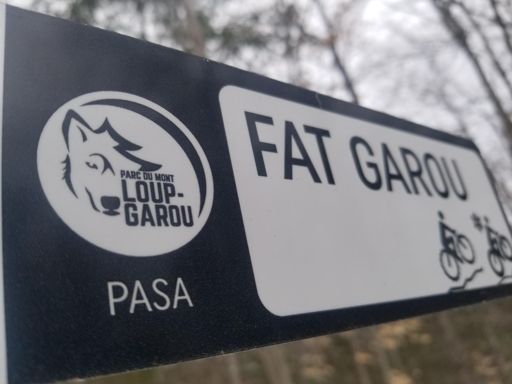 PARC DU MONT
LOUP-
GAROU
PASA
FAT GAROU